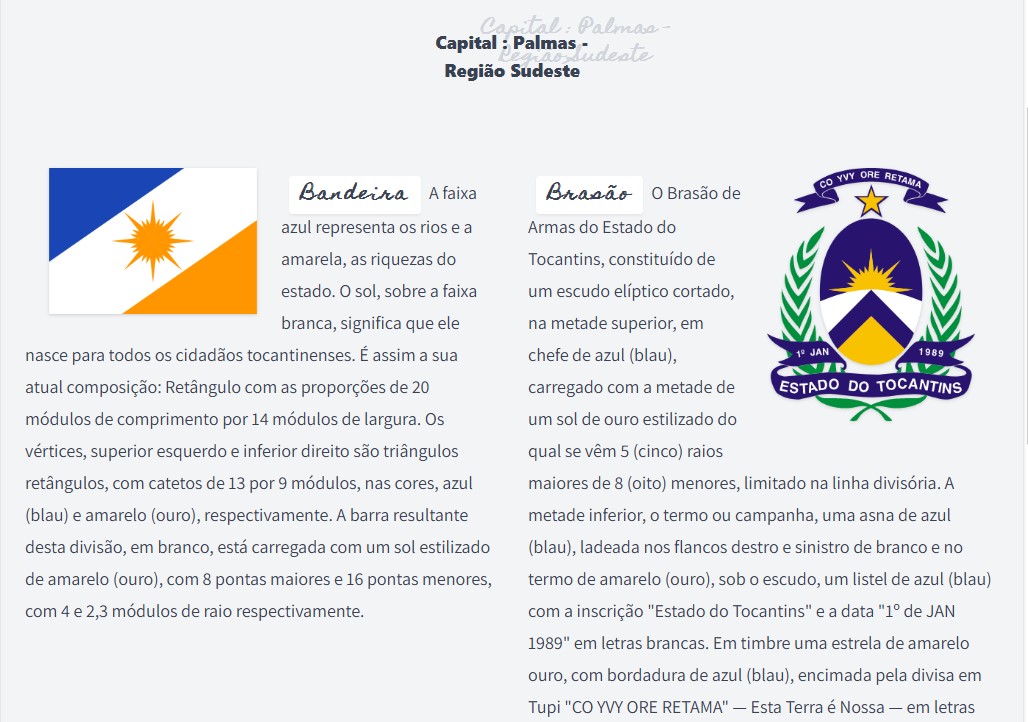 Capital : Palmas -
Região Sudeste
Capital : Palmas -
Região Sudeste
Bandeira A faixa
azul representa os rios e a
amarela, as riquezas do
estado. O sol, sobre a faixa
branca, significa que ele
nasce para todos os cidadãos tocantinenses. É assim a sua
atual composição: Retângulo com as proporções de 20
módulos de comprimento por 14 módulos de largura. Os
vértices, superior esquerdo e inferior direito são triângulos
retângulos, com catetos de 13 por 9 módulos, nas cores, azul
(blau) e amarelo (ouro), respectivamente. A barra resultante
desta divisão, em branco, está carregada com um sol estilizado
de amarelo (ouro), com 8 pontas maiores e 16 pontas menores,
com 4 e 2,3 módulos de raio respectivamente.
Brasão O Brasão de
Armas do Estado do
Tocantins, constituído de
um escudo elíptico cortado,
na metade superior, em
chefe de azul (blau),
carregado com a metade de
um sol de ouro estilizado do
qual se vêm 5 (cinco) raios
maiores de 8 (oito) menores, limitado na linha divisória. A
metade inferior, o termo ou campanha, uma asna de azul
(blau), ladeada nos flancos destro e sinistro de branco e no
termo de amarelo (ouro), sob o escudo, um listel de azul (blau)
com a inscrição "Estado do Tocantins" e a data "1º de JAN
1989" em letras brancas. Em timbre uma estrela de amarelo
ouro, com bordadura de azul (blau), encimada pela divisa em
Tupi "CO YVY ORE RETAMA" — Esta Terra é Nossa — em letras
CO YVY ORE RETAMA
1º JAN
1989
ESTADO DO TOCANTINS